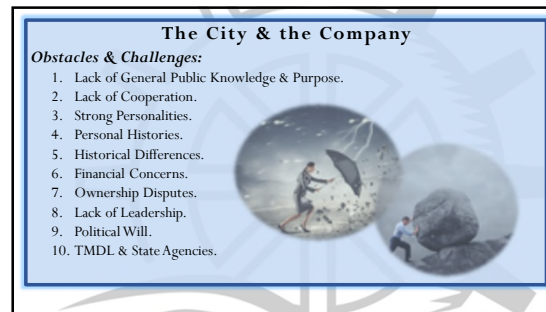 The City & the Company
Obstacles & Challenges:
1. Lack of General Public Knowledge & Purpose.
2. Lack of Cooperation.
3. Strong Personalities.
4. Personal Histories.
5. Historical Differences.
6. Financial Concerns.
7. Ownership Disputes.
8. Lack of Leadership.
9. Political Will.
10. TMDL & State Agencies.